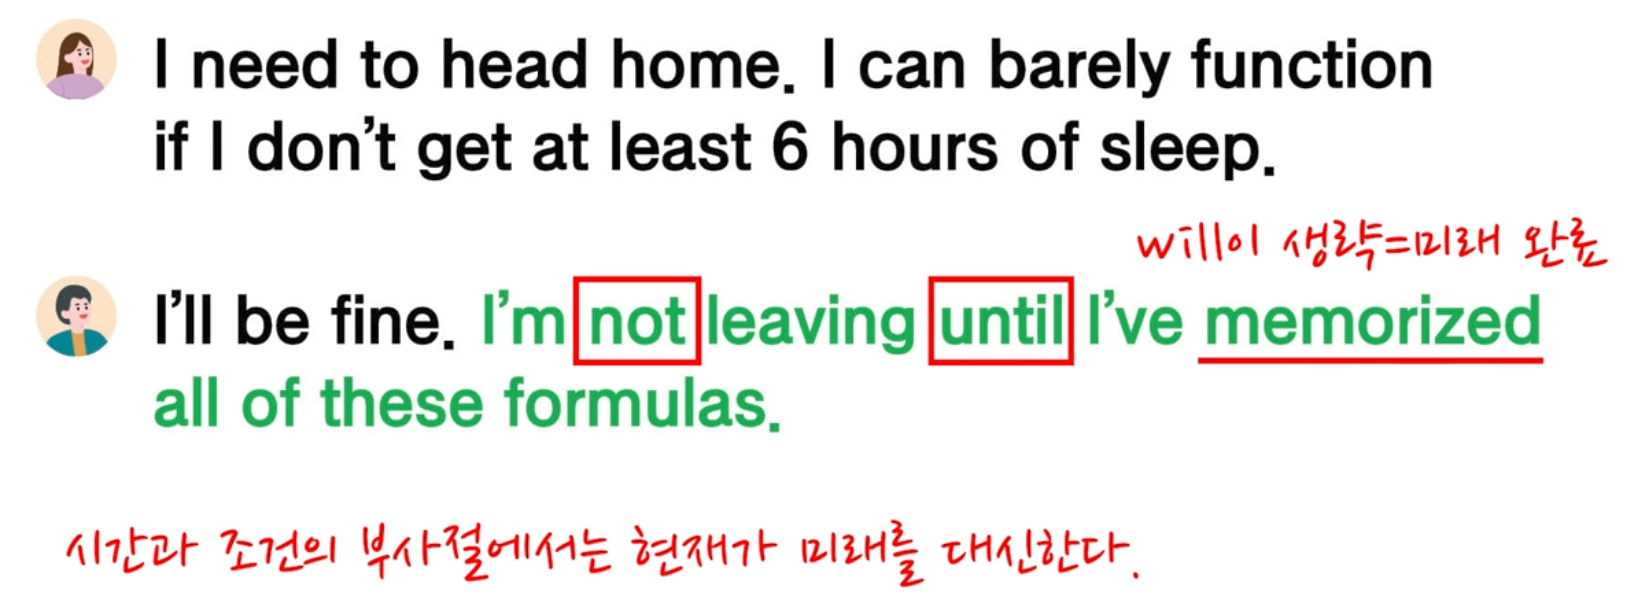 I need to head home. I can barely function
if I don't get at least 6 hours of sleep.
will이 생략=미래 완료
I'll be fine. I'm not leaving until I've memorized
all of these formulas.
시간과 조건의 부사절에서는 현재가 미래를 대신한다.